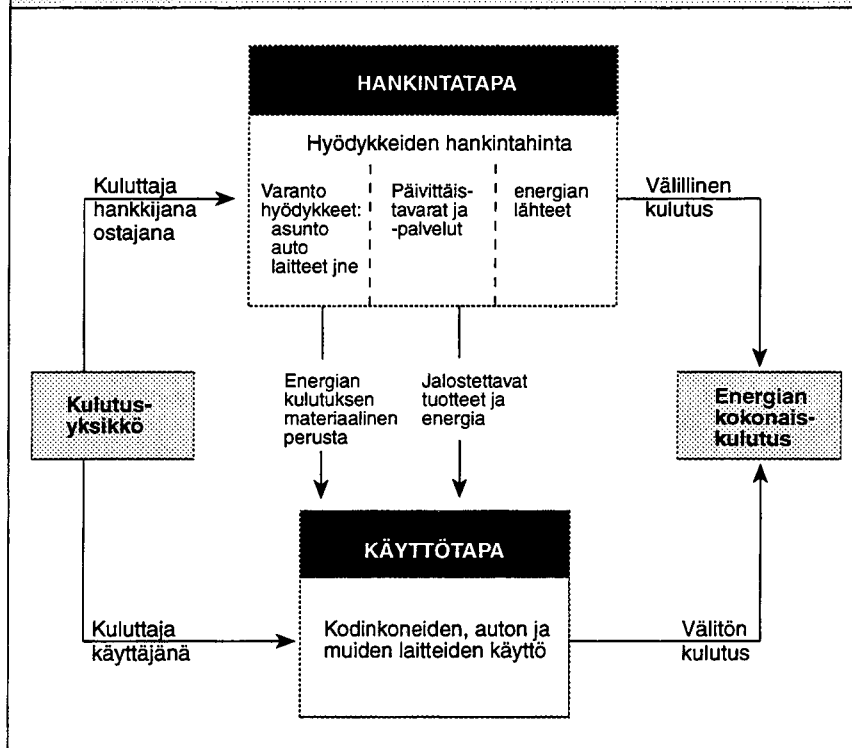 HANKINTATAPA
Hyödykkeiden hankintahinta
Varanto
hyödykkeet:
asunto
auto
laitteet jne
Päivittäis-
tavarat ja
-palvelut
energian
lähteet
Kuluttaja
hankkijana
ostajana
Välillinen
kulutus
Kulutus-
yksikkö
Energian
kulutuksen
materiaalinen
perusta
Jalostettavat
tuotteet ja
energia
Energian
kokonais-
kulutus
KÄYTTÖTAPA
Kodinkoneiden, auton ja
muiden laitteiden käyttö
Kuluttaja
käyttäjänä
Välitön
kulutus